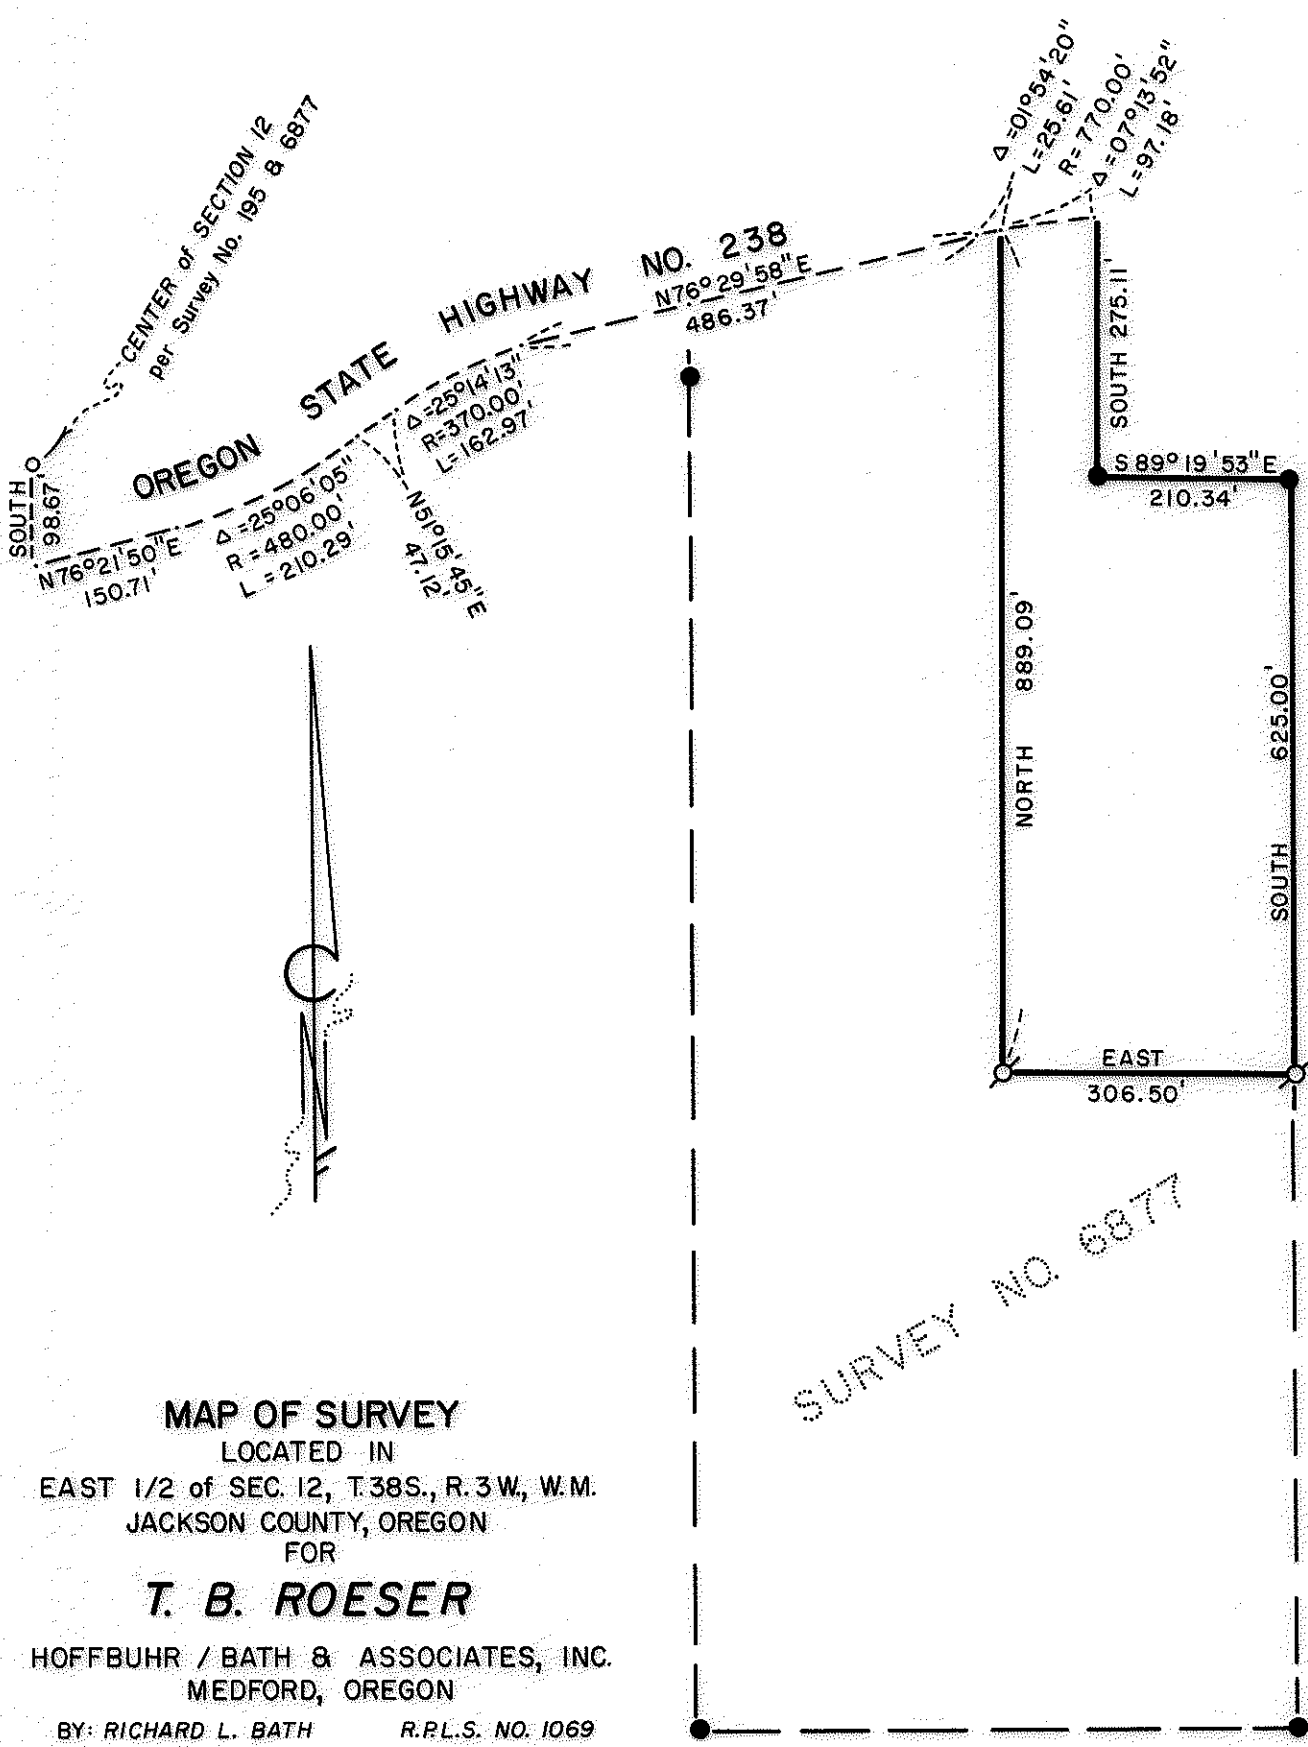 Δ =01°54'20"
L=25.61'
R=770.00'
Δ=07°13'52"
L=97.18'
CENTER of SECTION 12
per Survey No. 195 & 6877
OREGON STATE HIGHWAY NO. 238
N76°29'58"E
486.37'
SOUTH 275.11'
Δ=25°14'13"
R=370.00'
L=162.97'
S89°19'53"E
210.34'
SOUTH
98.67'
N76°21'50"E
150.71'
Δ=25°06'05"
R=480.00'
L=210.29'
N51°15'45"E
47.12'
NORTH 889.09'
SOUTH 625.00'
N
EAST
306.50'
SURVEY NO. 6877
MAP OF SURVEY
LOCATED IN
EAST 1/2 of SEC. 12, T.38S., R.3W., W.M.
JACKSON COUNTY, OREGON
FOR
T. B. ROESER
HOFFBUHR / BATH & ASSOCIATES, INC.
MEDFORD, OREGON
BY: RICHARD L. BATH R.P.L.S. NO. 1069